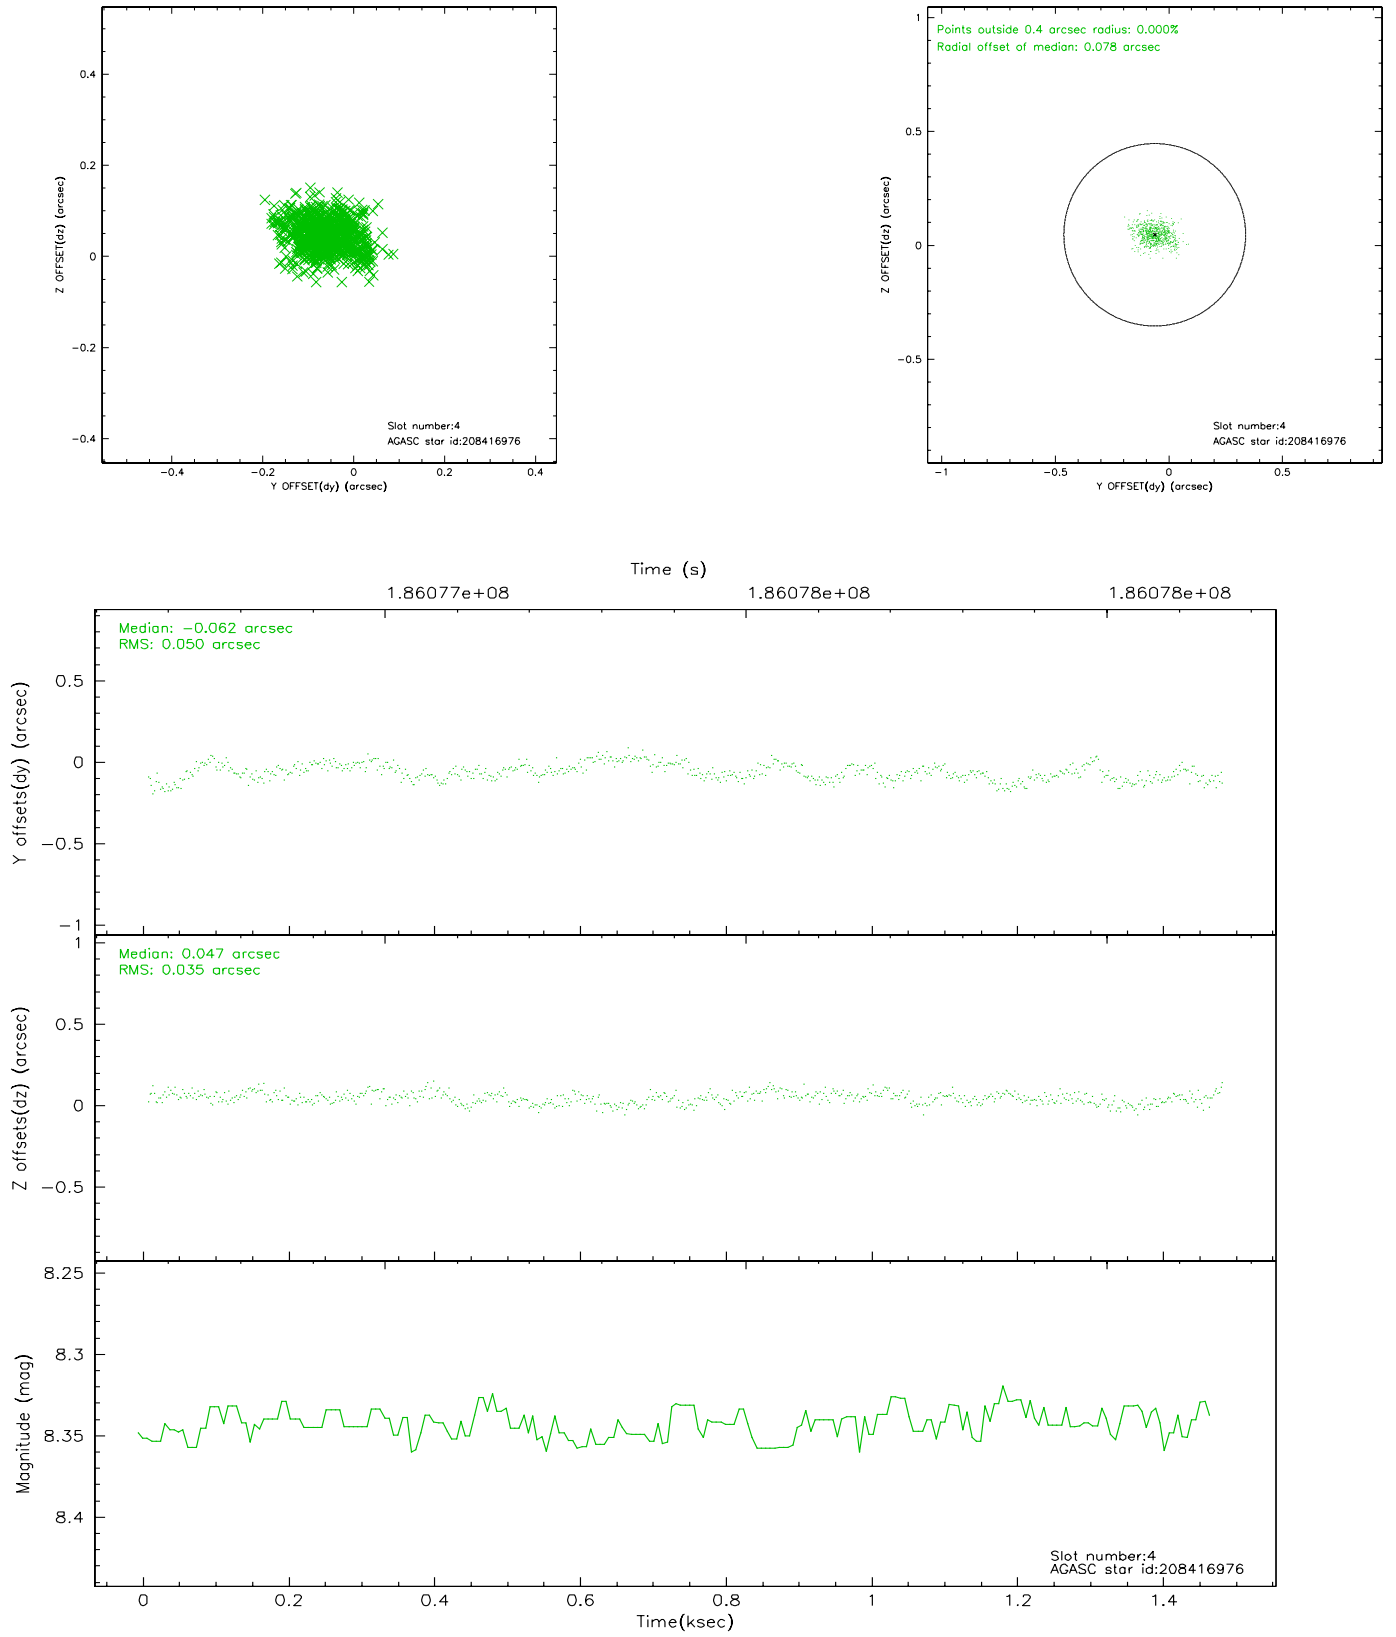 0.4
0.2
0
−0.2
−0.4
Z OFFSET(dz) (arcsec)
Slot number:4
AGASC star id:208416976
−0.4 −0.2 0 0.2 0.4
Y OFFSET(dy) (arcsec)
Points outside 0.4 arcsec radius: 0.000%
Radial offset of median: 0.078 arcsec
1
0.5
0
−0.5
Z OFFSET(dz) (arcsec)
Slot number:4
AGASC star id:208416976
−1 −0.5 0 0.5
Y OFFSET(dy) (arcsec)
Time (s)
1.86077e+08 1.86078e+08 1.86078e+08
Median: −0.062 arcsec
RMS: 0.050 arcsec
0.5
0
−0.5
−1
Y offsets(dy) (arcsec)
Median: 0.047 arcsec
RMS: 0.035 arcsec
1
0.5
0
−0.5
Z offsets(dz) (arcsec)
8.25
8.3
8.35
8.4
Magnitude (mag)
Slot number:4
AGASC star id:208416976
0 0.2 0.4 0.6 0.8 1 1.2 1.4
Time(ksec)